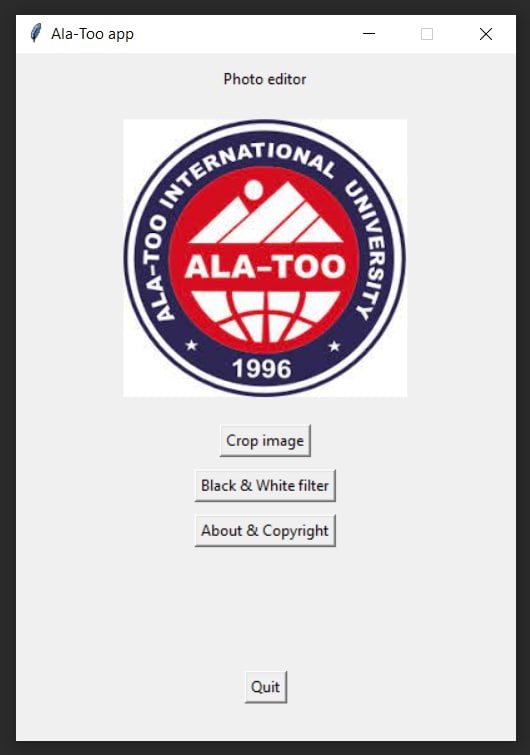 Ala-Too app
Photo editor
ALA-TOO INTERNATIONAL UNIVERSITY
ALA-TOO
1996
Crop image
Black & White filter
About & Copyright
Quit